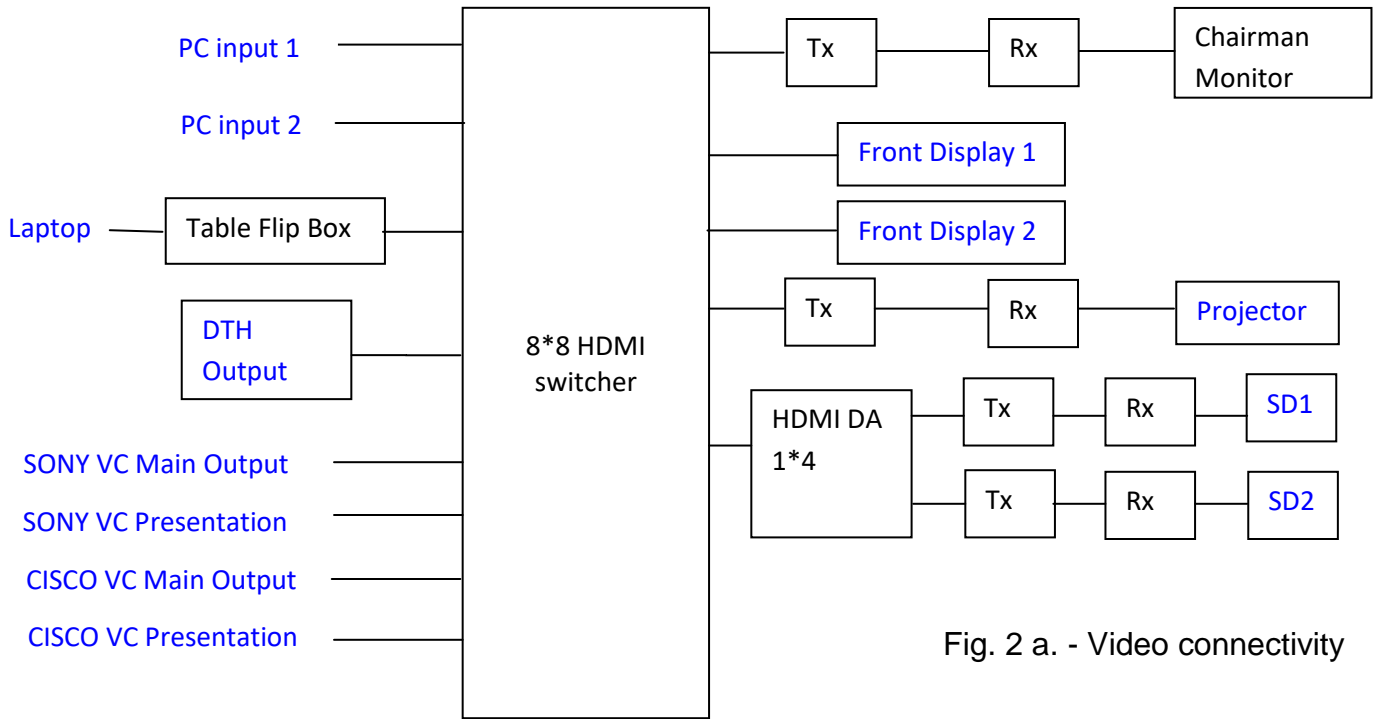 PC input 1
PC input 2
Laptop
Table Flip Box
DTH
Output
SONY VC Main Output
SONY VC Presentation
CISCO VC Main Output
CISCO VC Presentation
8*8 HDMI
switcher
Tx
Rx
Chairman
Monitor
Front Display 1
Front Display 2
Tx
Rx
Projector
HDMI DA
1*4
Tx
Rx
SD1
Tx
Rx
SD2
Fig. 2 a. - Video connectivity